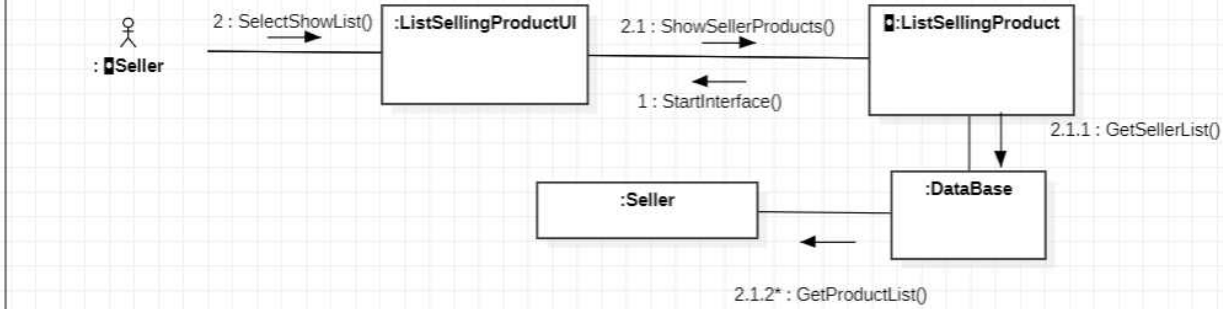 2 : SelectShowList()
:ListSellingProductUI
2.1 : ShowSellerProducts()
:ListSellingProduct
: Seller
1 : StartInterface()
2.1.1 : GetSellerList()
:Seller
:DataBase
2.1.2* : GetProductList()